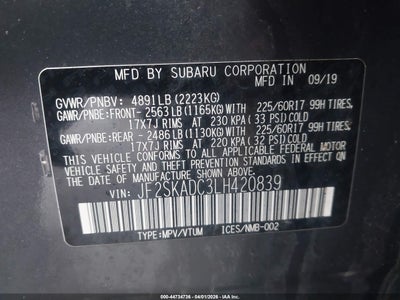 MFD. BY SUBARU CORPORATION
MADE IN 09/19
GVWR/PNBV: 4891LB (2223KG)
GAWR/PNBE:FRONT- 2563LB(1165KG)WITH 225/60R17 99H TIRES,
17X7J RIMS AT 230 KPA (33 PSI) COLD
GAWR/PNBE:REAR - 2486LB(1130KG)WITH 225/60R17 99H TIRES,
17X7J RIMS AT 220 KPA (32 PSI) COLD
THIS VEHICLE CONFORMS TO ALL APPLICABLE FEDERAL MOTOR
VEHICLE SAFETY AND THEFT PREVENTION STANDARDS IN EFFECT
ON THE DATE OF MANUFACTURE SHOWN ABOVE.
VIN: JF2SKADC3LH420839
TYPE:MPV/VTUM ICES/NMB-002
000-44734736 - 04/01/2026 - IAAI.COM